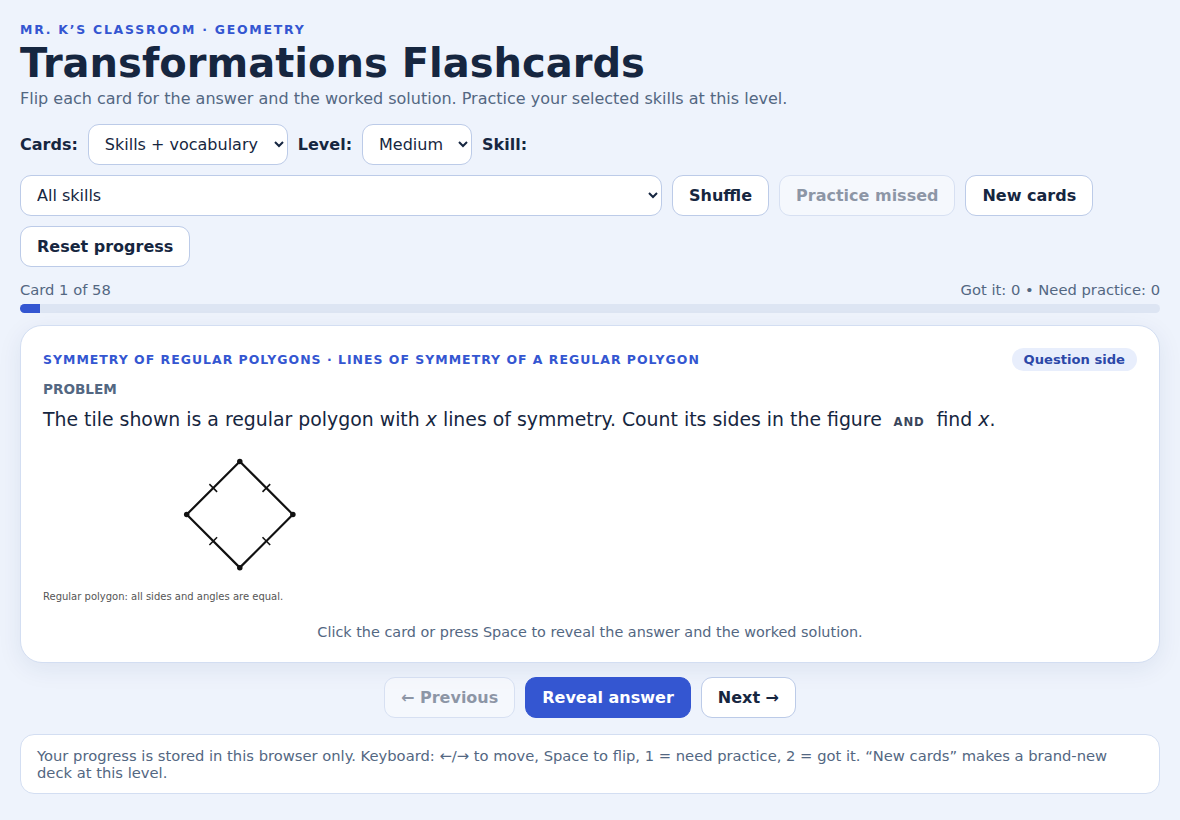 MR. K’S CLASSROOM · GEOMETRY
Transformations Flashcards
Flip each card for the answer and the worked solution. Practice your selected skills at this level.
Cards: Skills + vocabulary Level: Medium Skill:
All skills Shuffle Practice missed New cards
Reset progress
Card 1 of 58 Got it: 0 • Need practice: 0
SYMMETRY OF REGULAR POLYGONS · LINES OF SYMMETRY OF A REGULAR POLYGON Question side
PROBLEM
The tile shown is a regular polygon with x lines of symmetry. Count its sides in the figure AND find x.
Regular polygon: all sides and angles are equal.
Click the card or press Space to reveal the answer and the worked solution.
← Previous Reveal answer Next →
Your progress is stored in this browser only. Keyboard: ←/→ to move, Space to flip, 1 = need practice, 2 = got it. “New cards” makes a brand-new
deck at this level.